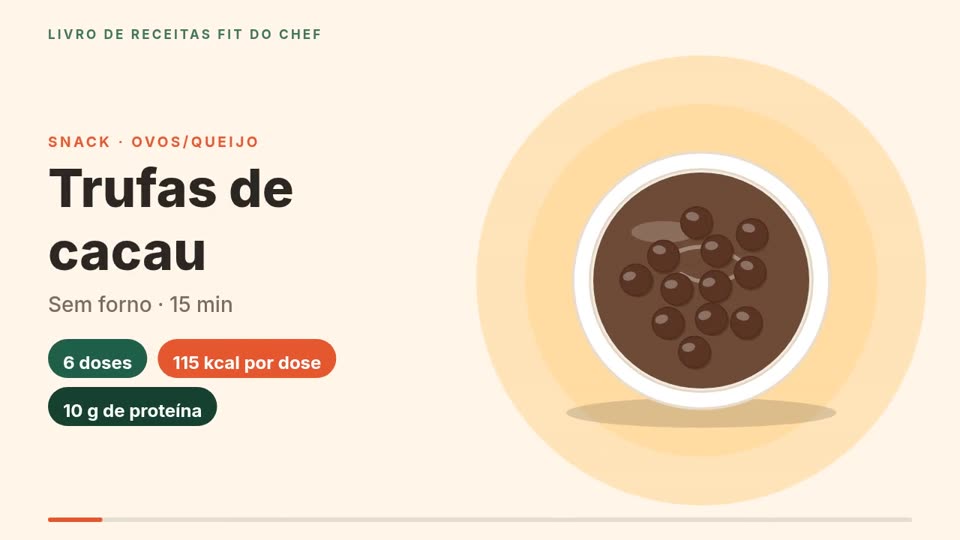 LIVRO DE RECEITAS FIT DO CHEF
SNACK · OVOS/QUEIJO
Trufas de
cacau
Sem forno · 15 min
6 doses
115 kcal por dose
10 g de proteína